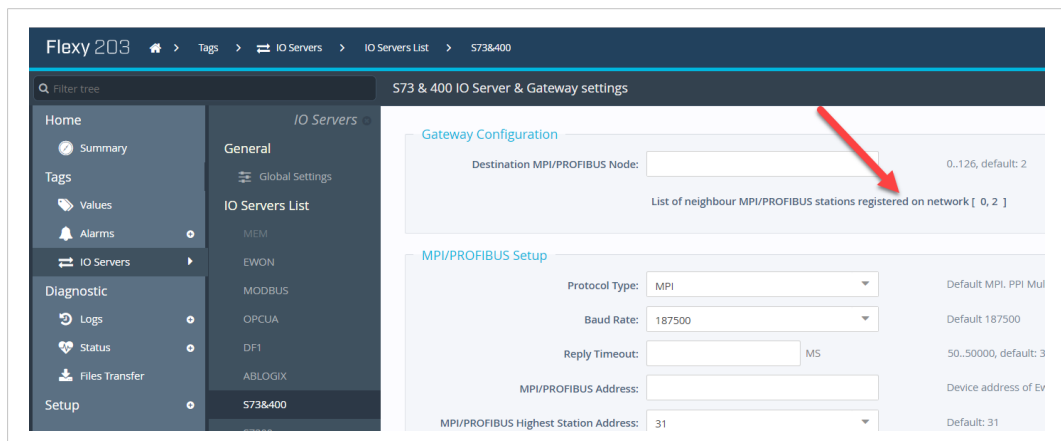 Flexy 203 > Tags > IO Servers > IO Servers List > S73&400
Filter tree
S73 & 400 IO Server & Gateway settings
Home
Summary
Tags
Values
Alarms
IO Servers
Diagnostic
Logs
Status
Files Transfer
Setup
IO Servers
General
Global Settings
IO Servers List
MEM
EWON
MODBUS
OPCUA
DF1
ABLOGIX
S73&400
Gateway Configuration
Destination MPI/PROFIBUS Node: 0..126, default: 2
List of neighbour MPI/PROFIBUS stations registered on network [ 0, 2 ]
MPI/PROFIBUS Setup
Protocol Type: MPI Default MPI. PPI Mul
Baud Rate: 187500 Default 187500
Reply Timeout: MS 50..50000, default: 3
MPI/PROFIBUS Address: Device address of Ew
MPI/PROFIBUS Highest Station Address: 31 Default: 31